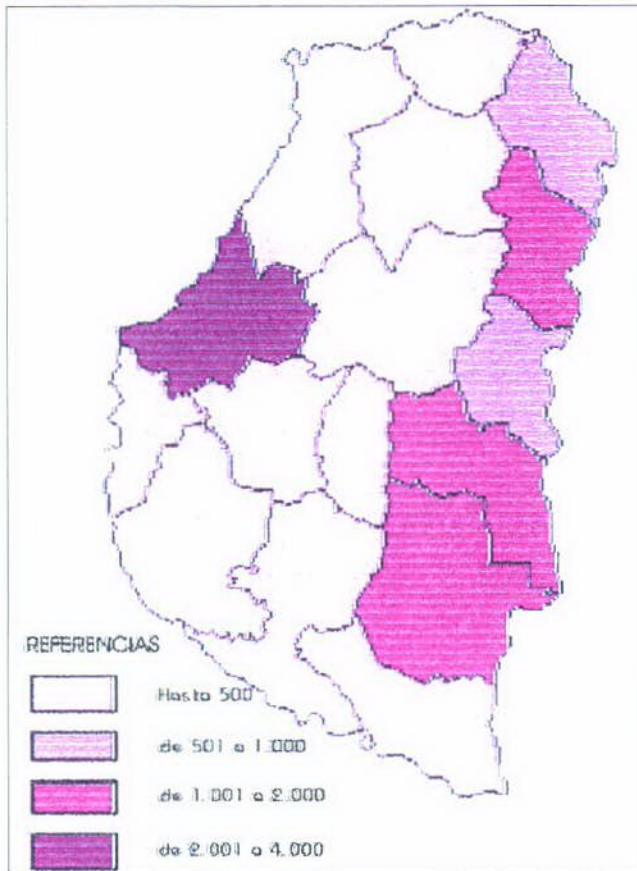 REFERENCIAS
Hasta 500
de 501 a 1.000
de 1.001 a 2.000
de 2.001 a 4.000